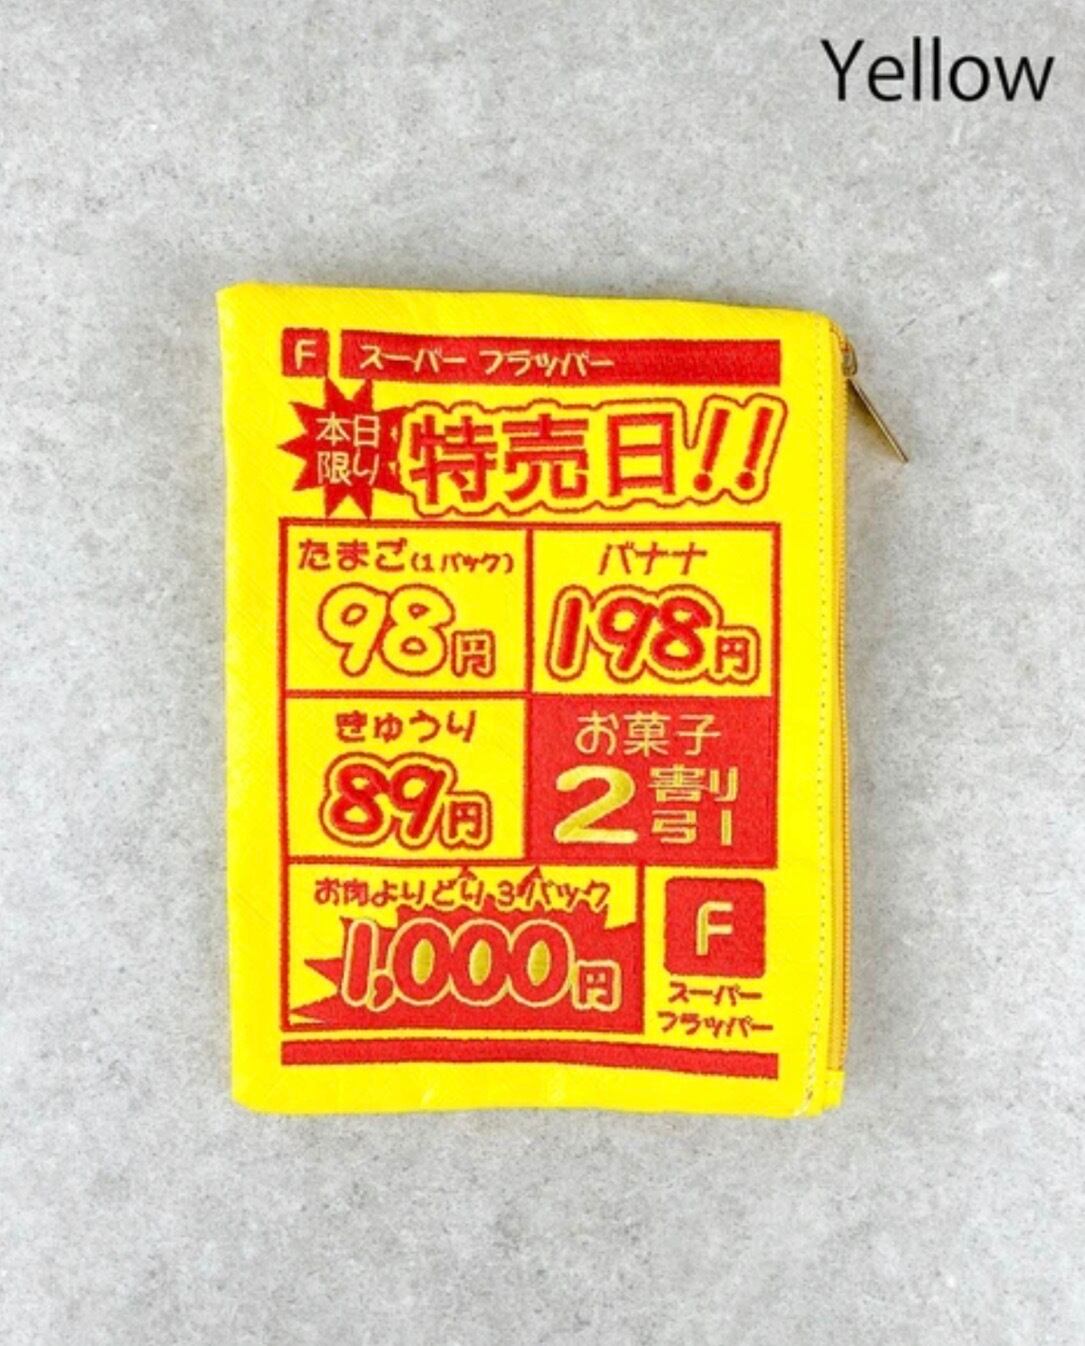 Yellow
F スーパー フラッパー
本日
限り
特売日!!
たまご(1パック)
98円
バナナ
198円
きゅうり
89円
お菓子
2割引
お肉よりどり3パック
1,000円
F
スーパー
フラッパー